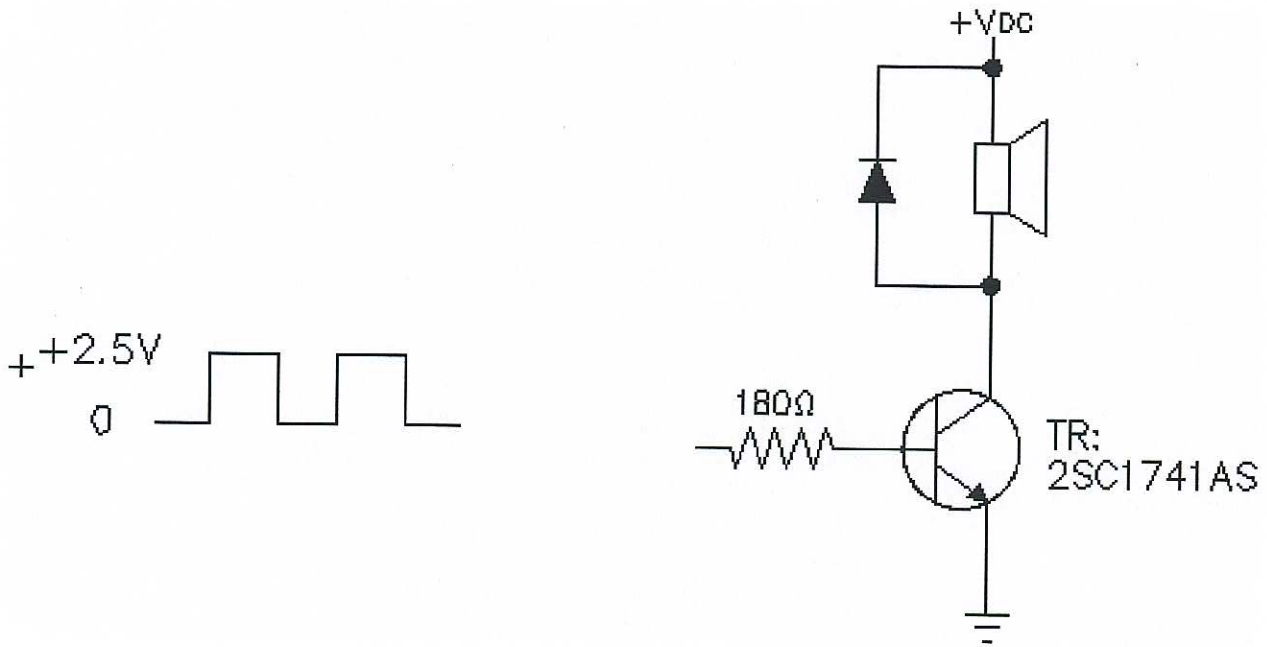 +VDC
++2.5V
0
180Ω
TR:
2SC1741AS